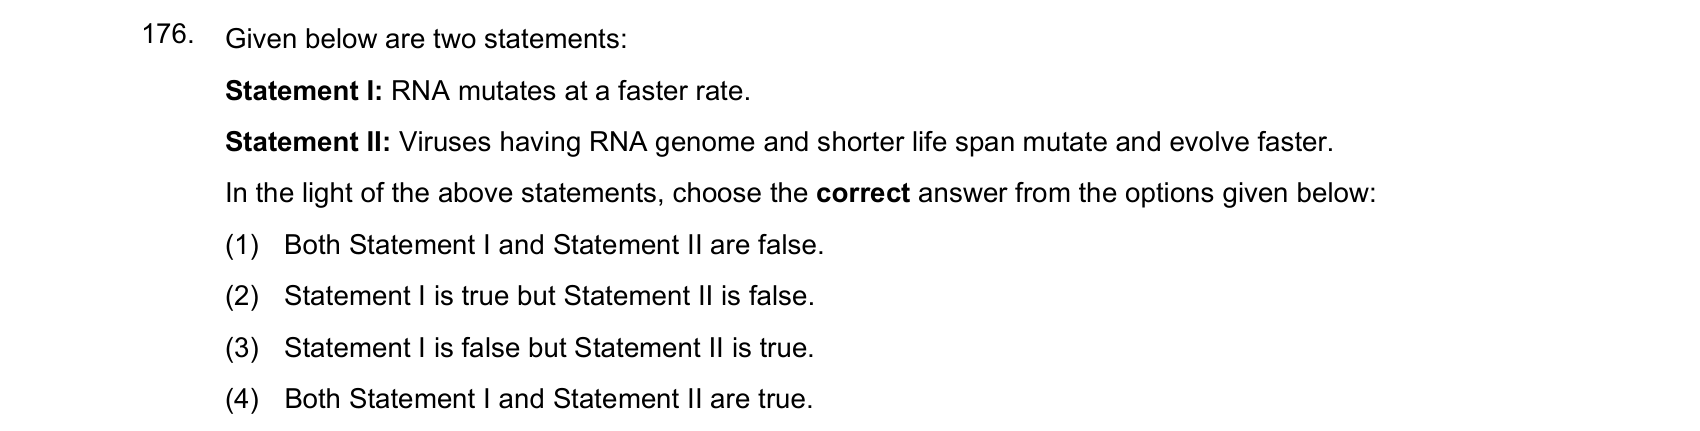 176. Given below are two statements:
Statement I: RNA mutates at a faster rate.
Statement II: Viruses having RNA genome and shorter life span mutate and evolve faster.
In the light of the above statements, choose the correct answer from the options given below:
(1) Both Statement I and Statement II are false.
(2) Statement I is true but Statement II is false.
(3) Statement I is false but Statement II is true.
(4) Both Statement I and Statement II are true.